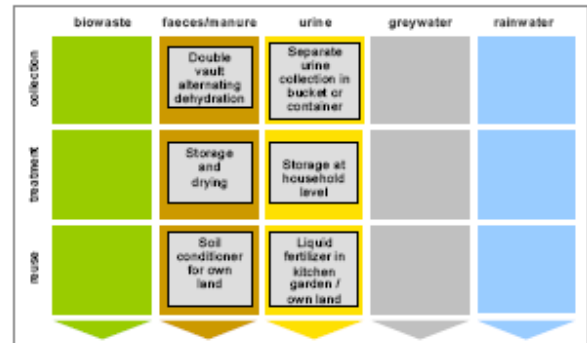 biowaste faeces/manure urine greywater rainwater
collection
Double
vault
alternating
dehydration
Separate
urine
collection in
bucket or
container
treatment
Storage
and
drying
Storage at
household
level
reuse
Soil
conditioner
for own
land
Liquid
fertilizer in
kitchen
garden /
own land